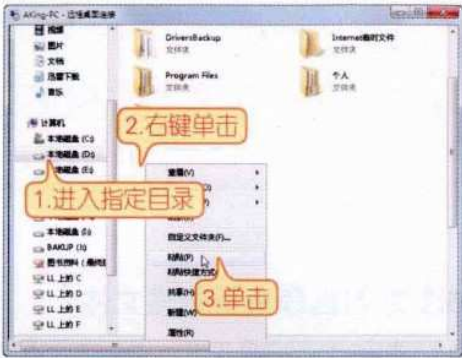 AKing-PC - 远程桌面连接
视频
图片
文档
迅雷下载
音乐
计算机
本地磁盘 (C:)
本地磁盘 (D:)
本地磁盘 (E:)
本地磁盘 (G:)
BAKUP (I:)
LL 上的 C
LL 上的 D
LL 上的 E
LL 上的 F
DriversBackup
文件夹
Internet临时文件
文件夹
Program Files
文件夹
个人
文件夹
2.右键单击
1.进入指定目录
查看(V)
自定义文件夹(F)...
粘贴(P)
粘贴快捷方式
共享(H)
3.单击
新建(W)
属性(R)